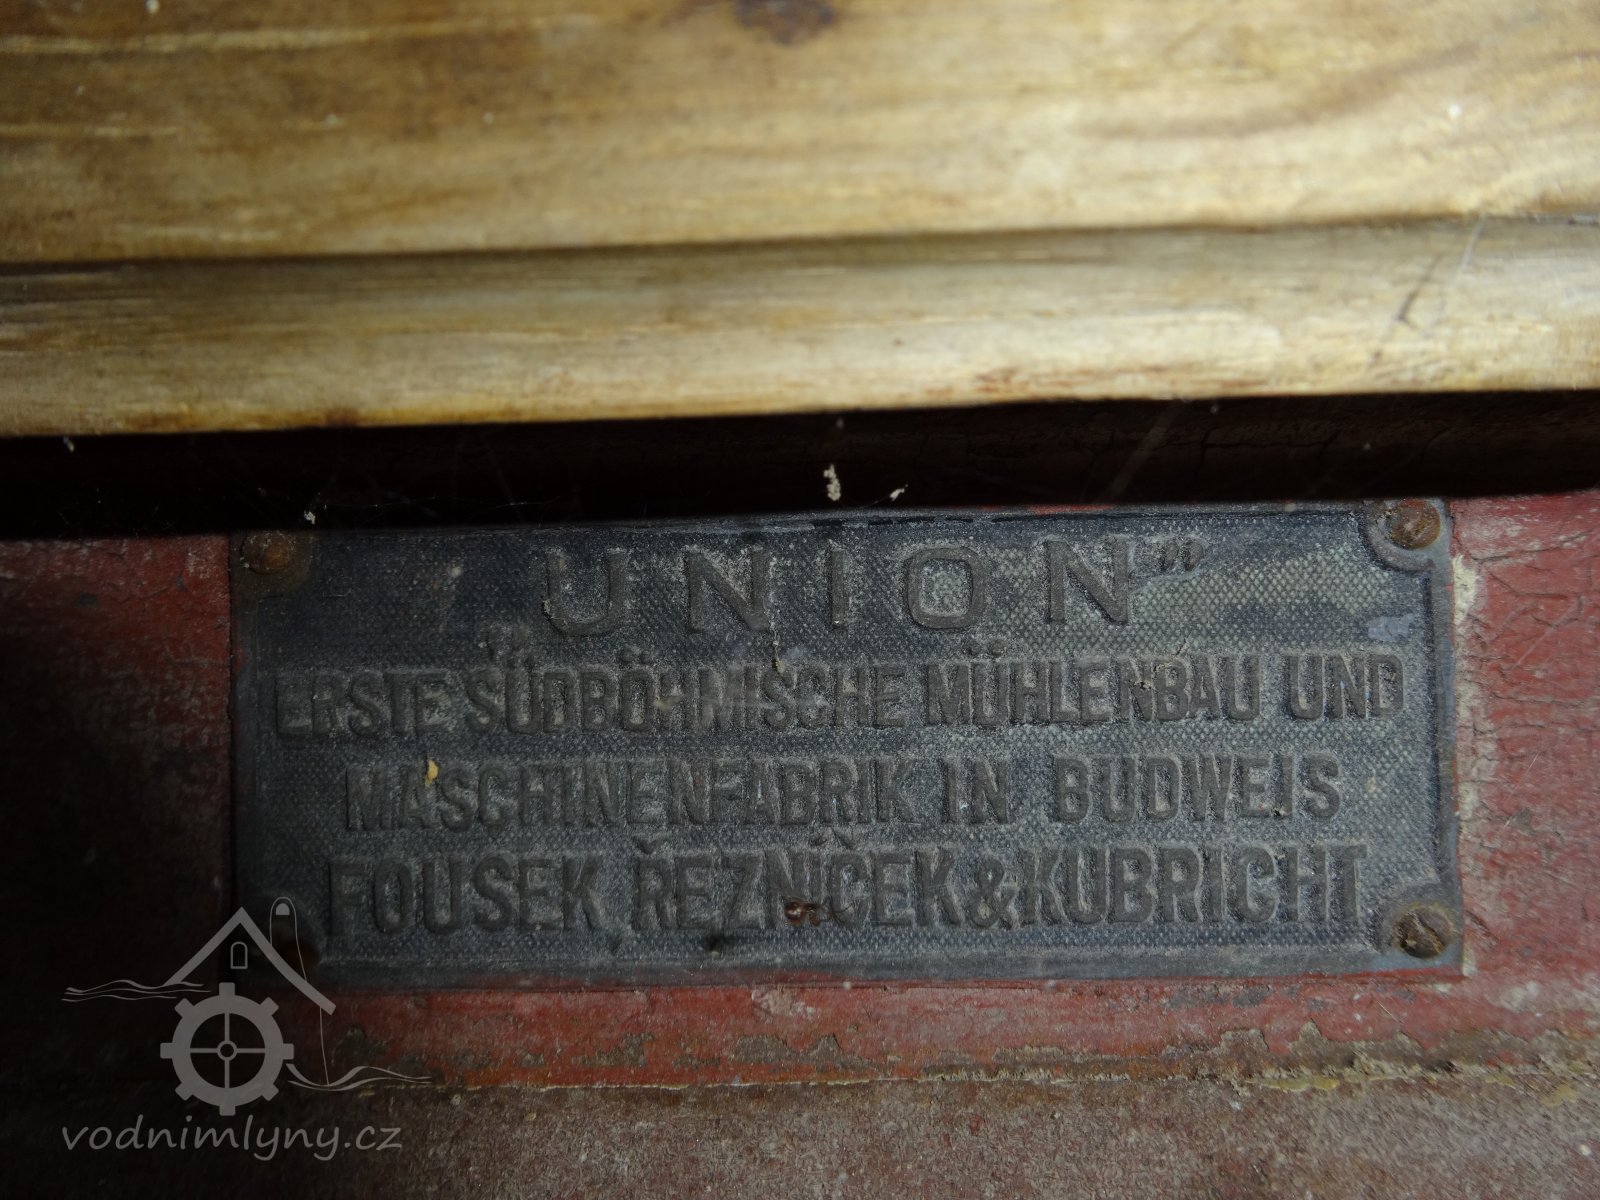 „UNION”
ERSTE SÜDBÖHMISCHE MÜHLENBAU UND
MASCHINENFABRIK IN BUDWEIS
FOUSEK, ŘEZNÍČEK & KUBRICHT
vodnimlyny.cz